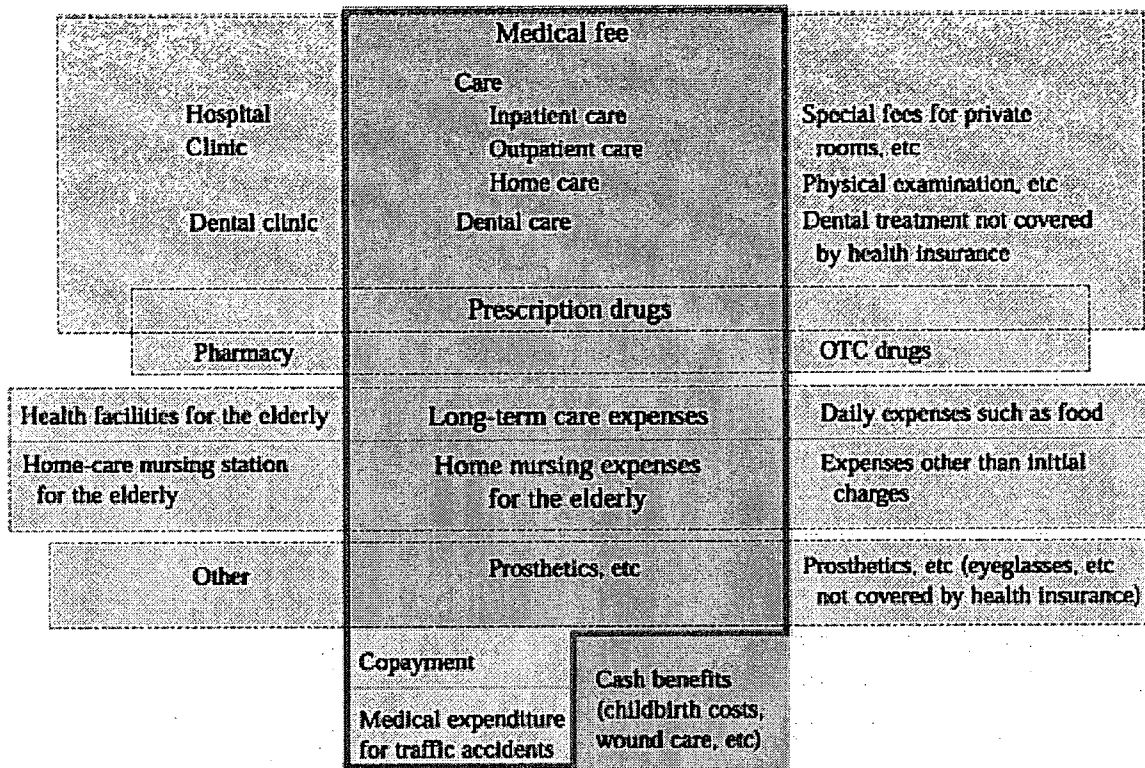 Medical fee
Care
Hospital
Inpatient care
Special fees for private
rooms, etc
Clinic
Outpatient care
Home care
Physical examination, etc
Dental clinic
Dental care
Dental treatment not covered
by health insurance
Prescription drugs
Pharmacy
OTC drugs
Health facilities for the elderly
Long-term care expenses
Daily expenses such as food
Home-care nursing station
for the elderly
Home nursing expenses
for the elderly
Expenses other than initial
charges
Other
Prosthetics, etc
Prosthetics, etc (eyeglasses, etc
not covered by health insurance)
Copayment
Medical expenditure
for traffic accidents
Cash benefits
(childbirth costs,
wound care, etc)